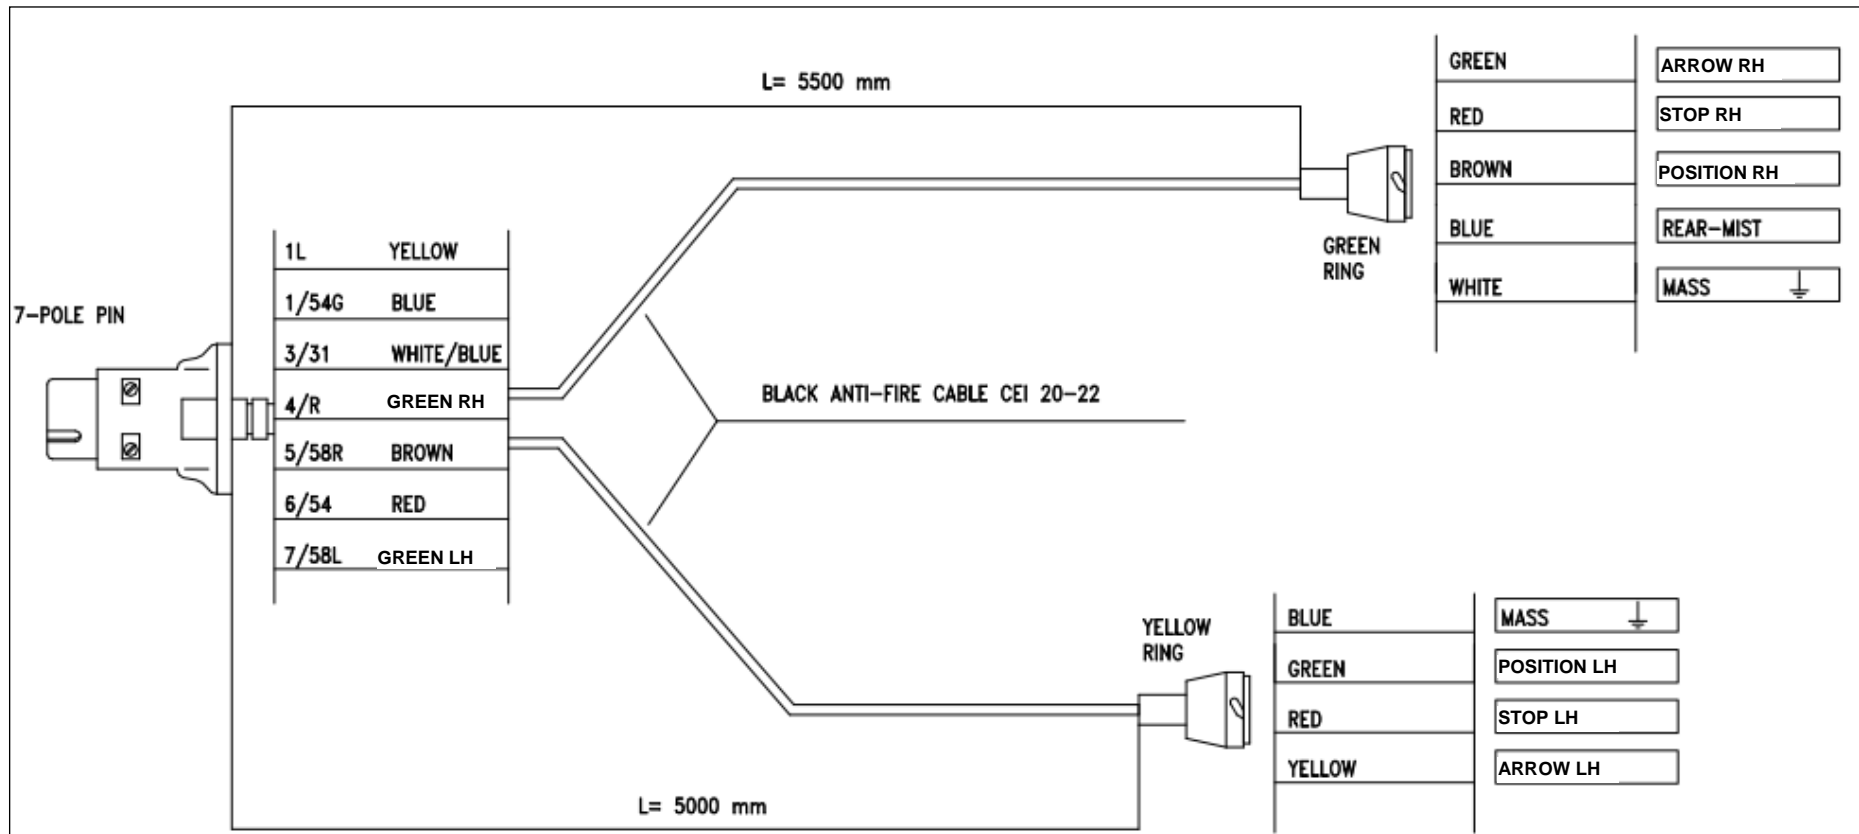 L= 5500 mm
7-POLE PIN
1L YELLOW
1/54G BLUE
3/31 WHITE/BLUE
4/R GREEN RH
5/58R BROWN
6/54 RED
7/58L GREEN LH
GREEN ARROW RH
RED STOP RH
BROWN POSITION RH
BLUE REAR-MIST
WHITE MASS
GREEN
RING
BLACK ANTI-FIRE CABLE CEI 20-22
YELLOW
RING
BLUE MASS
GREEN POSITION LH
RED STOP LH
YELLOW ARROW LH
L= 5000 mm